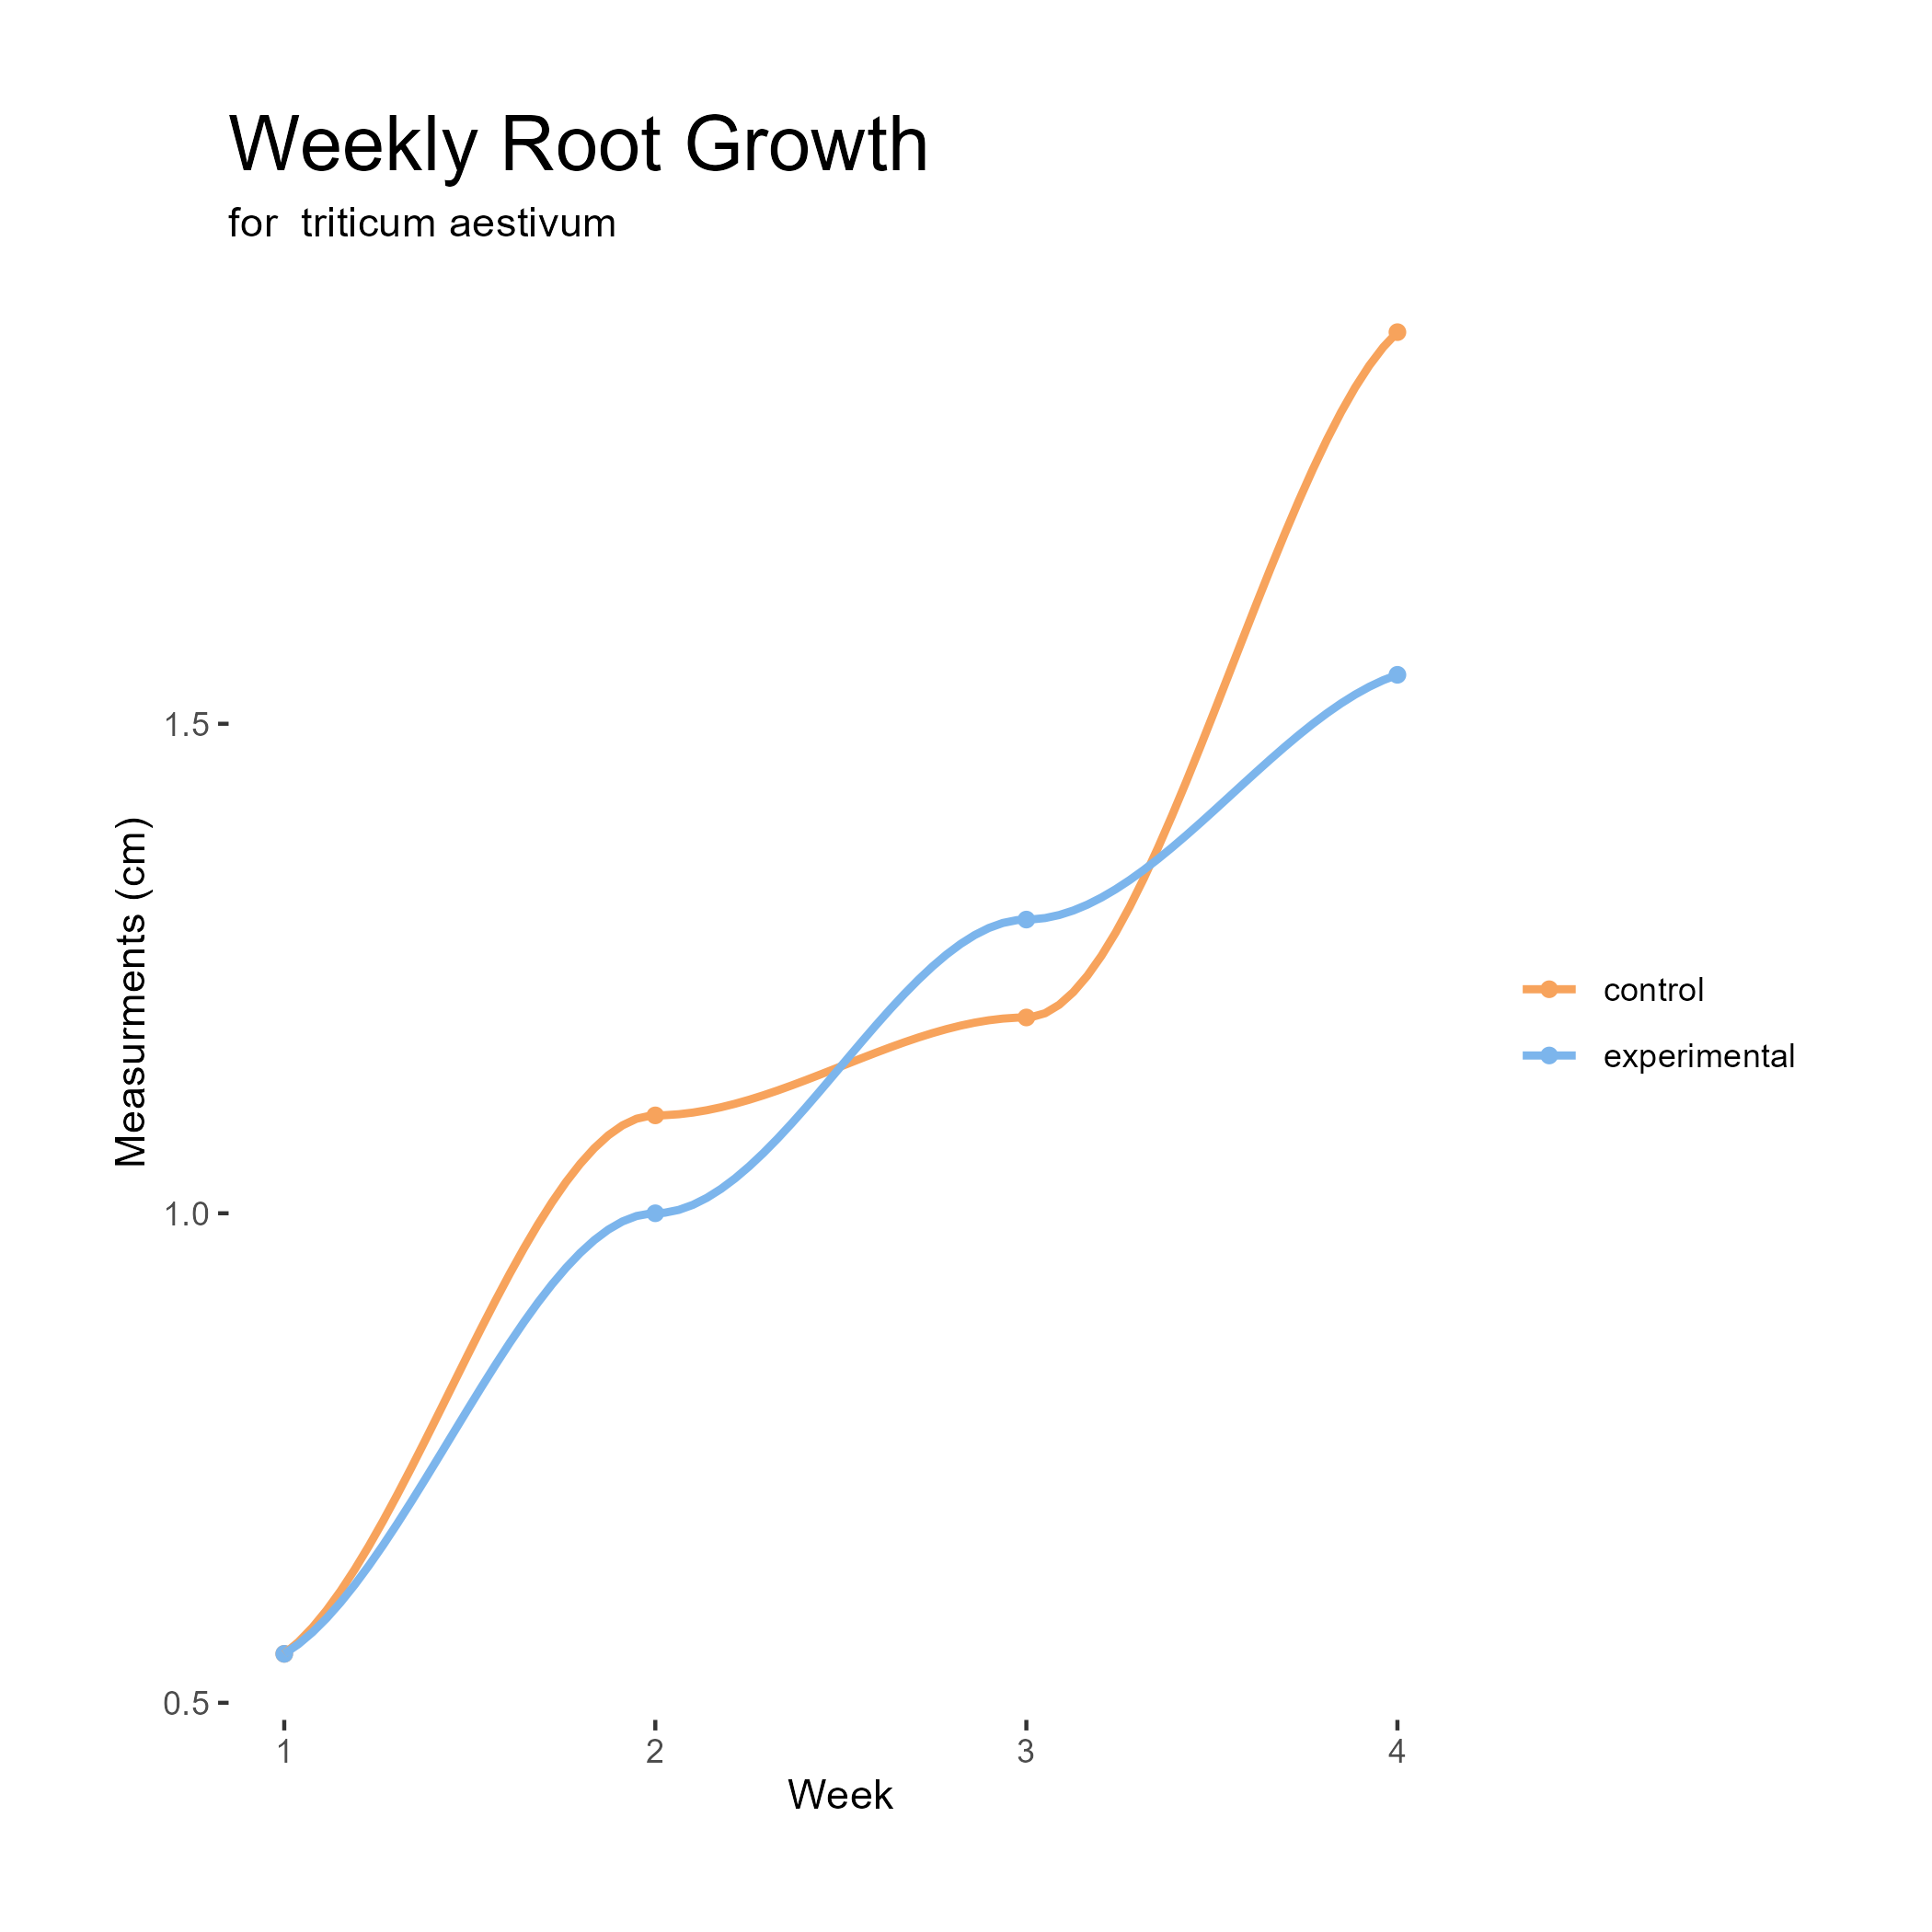 Weekly Root Growth
for  triticum aestivum
Measurments (cm)
1.5
1.0
0.5
1
2
3
4
Week
control
experimental